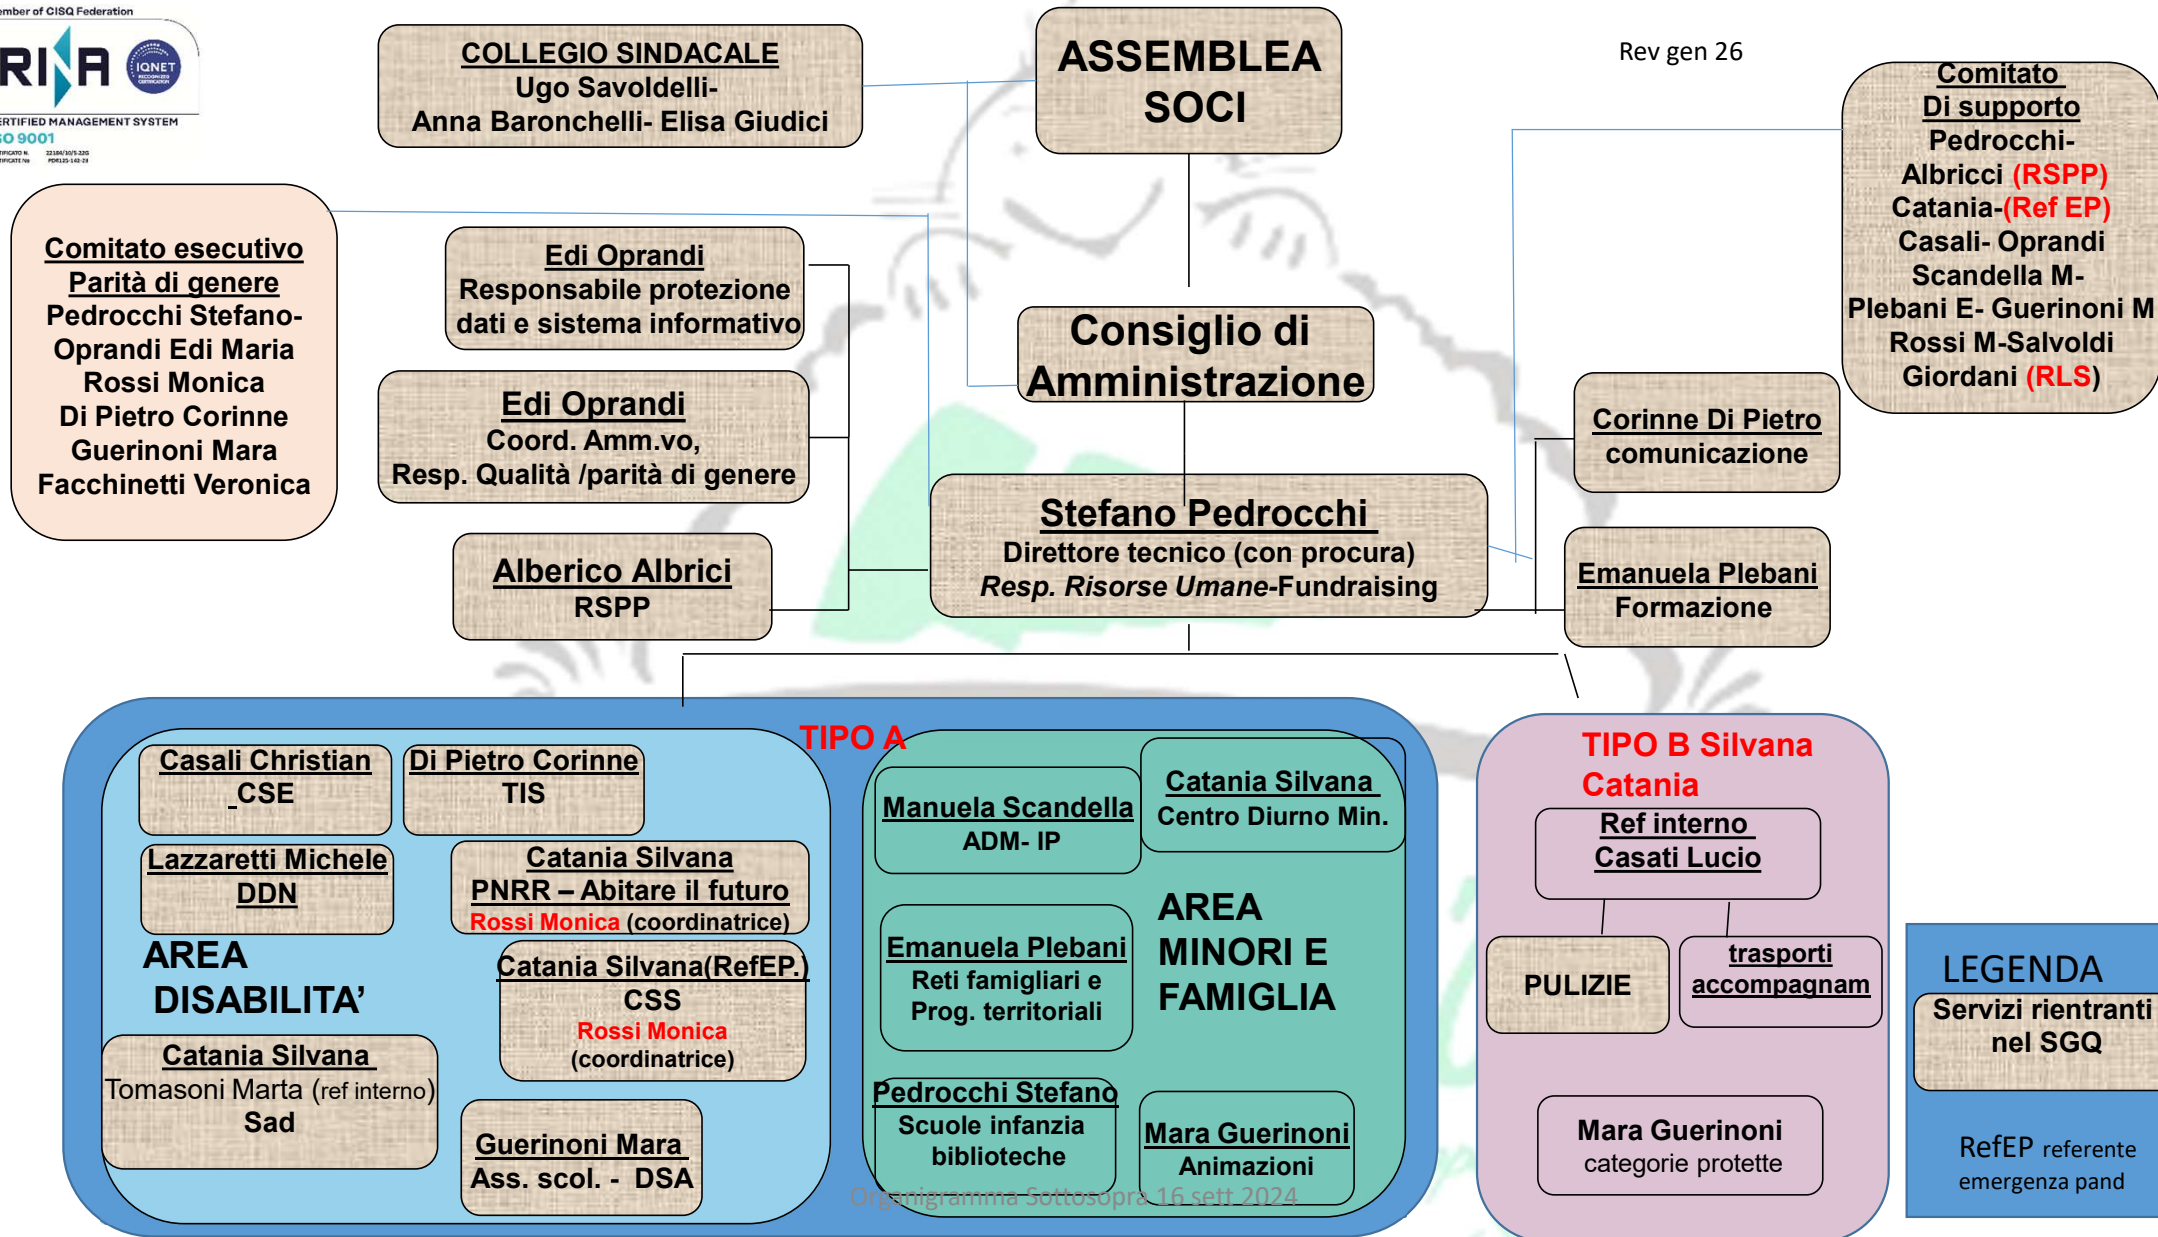 ember of CISQ Federation
RINA
IQNET
RECOGNIZED
CERTIFICATION
ERTIFIED MANAGEMENT SYSTEM
SO 9001
COLLEGIO SINDACALE
Ugo Savoldelli-
Anna Baronchelli- Elisa Giudici
ASSEMBLEA
SOCI
Rev gen 26
Comitato
Di supporto
Pedrocchi-
Albricci (RSPP)
Catania-(Ref EP)
Casali- Oprandi
Scandella M-
Plebani E- Guerinoni M
Rossi M-Salvoldi
Giordani (RLS)
Comitato esecutivo
Parità di genere
Pedrocchi Stefano-
Oprandi Edi Maria
Rossi Monica
Di Pietro Corinne
Guerinoni Mara
Facchinetti Veronica
Edi Oprandi
Responsabile protezione
dati e sistema informativo
Consiglio di
Amministrazione
Edi Oprandi
Coord. Amm.vo,
Resp. Qualità /parità di genere
Corinne Di Pietro
comunicazione
Stefano Pedrocchi
Direttore tecnico (con procura)
Resp. Risorse Umane-Fundraising
Alberico Albrici
RSPP
Emanuela Plebani
Formazione
TIPO A
Casali Christian
_CSE
Di Pietro Corinne
TIS
Lazzaretti Michele
DDN
Catania Silvana
PNRR – Abitare il futuro
Rossi Monica (coordinatrice)
AREA
DISABILITA’
Catania Silvana(RefEP.)
CSS
Rossi Monica
(coordinatrice)
Catania Silvana
Tomasoni Marta (ref interno)
Sad
Guerinoni Mara
Ass. scol. - DSA
Manuela Scandella
ADM- IP
Catania Silvana
Centro Diurno Min.
Emanuela Plebani
Reti famigliari e
Prog. territoriali
AREA
MINORI E
FAMIGLIA
Pedrocchi Stefano
Scuole infanzia
biblioteche
Mara Guerinoni
Animazioni
TIPO B Silvana
Catania
Ref interno
Casati Lucio
PULIZIE
trasporti
accompagnam
Mara Guerinoni
categorie protette
LEGENDA
Servizi rientranti
nel SGQ
RefEP referente
emergenza pand
Organigramma Sottosopra 16 sett 2024